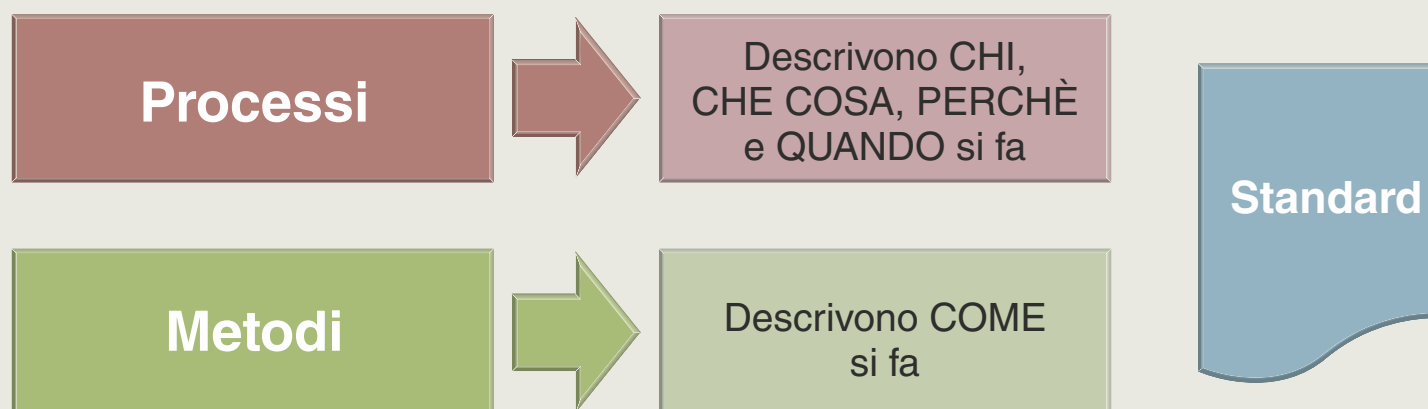 Processi
Descrivono CHI,
CHE COSA, PERCHÈ
e QUANDO si fa
Standard
Metodi
Descrivono COME
si fa